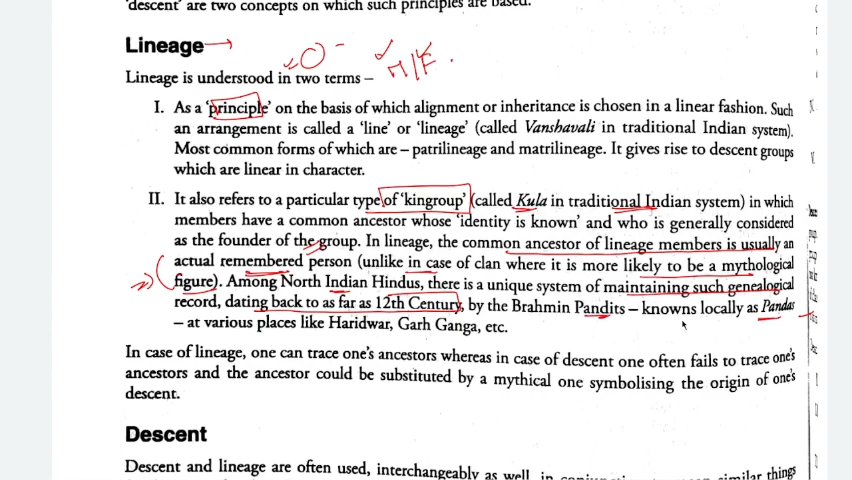 'descent' are two concepts on which such principles are based.
Lineage
M/F
Lineage is understood in two terms –
I. As a 'principle' on the basis of which alignment or inheritance is chosen in a linear fashion. Such
an arrangement is called a 'line' or 'lineage' (called Vanshavali in traditional Indian system).
Most common forms of which are – patrilineage and matrilineage. It gives rise to descent groups
which are linear in character.
II. It also refers to a particular type of 'kingroup' (called Kula in traditional Indian system) in which
members have a common ancestor whose 'identity is known' and who is generally considered
as the founder of the group. In lineage, the common ancestor of lineage members is usually an
actual remembered person (unlike in case of clan where it is more likely to be a mythological
figure). Among North Indian Hindus, there is a unique system of maintaining such genealogical
record, dating back to as far as 12th Century, by the Brahmin Pandits – knowns locally as Pandas
– at various places like Haridwar, Garh Ganga, etc.
In case of lineage, one can trace one's ancestors whereas in case of descent one often fails to trace one's
ancestors and the ancestor could be substituted by a mythical one symbolising the origin of one's
descent.
Descent
Descent and lineage are often used, interchangeably as well in similar things